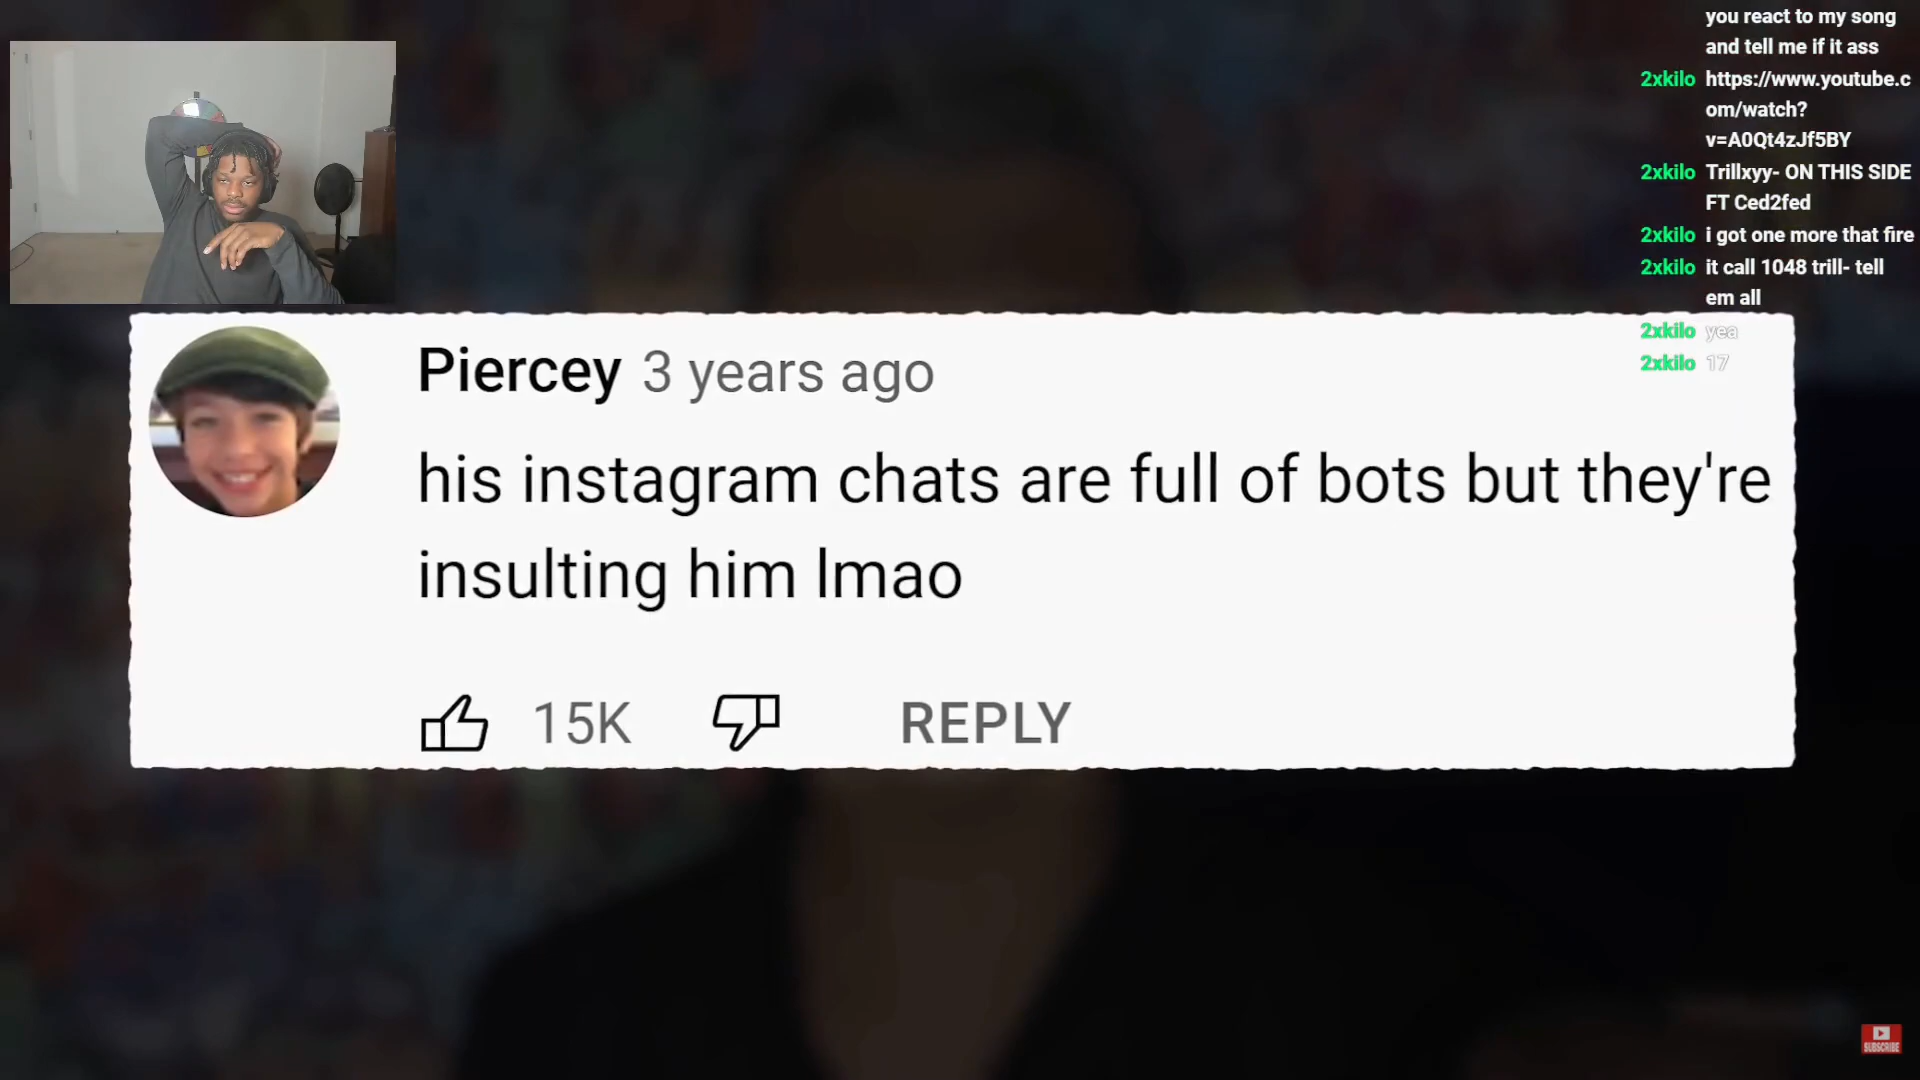 you react to my song
and tell me if it ass
2xkilo https://www.youtube.c
om/watch?
v=A0Qt4zJf5BY
2xkilo Trillxyy- ON THIS SIDE
FT Ced2fed
2xkilo i got one more that fire
2xkilo it call 1048 trill- tell
em all
2xkilo yea
2xkilo 17
Piercey 3 years ago
his instagram chats are full of bots but they're
insulting him lmao
15K REPLY
SUBSCRIBE